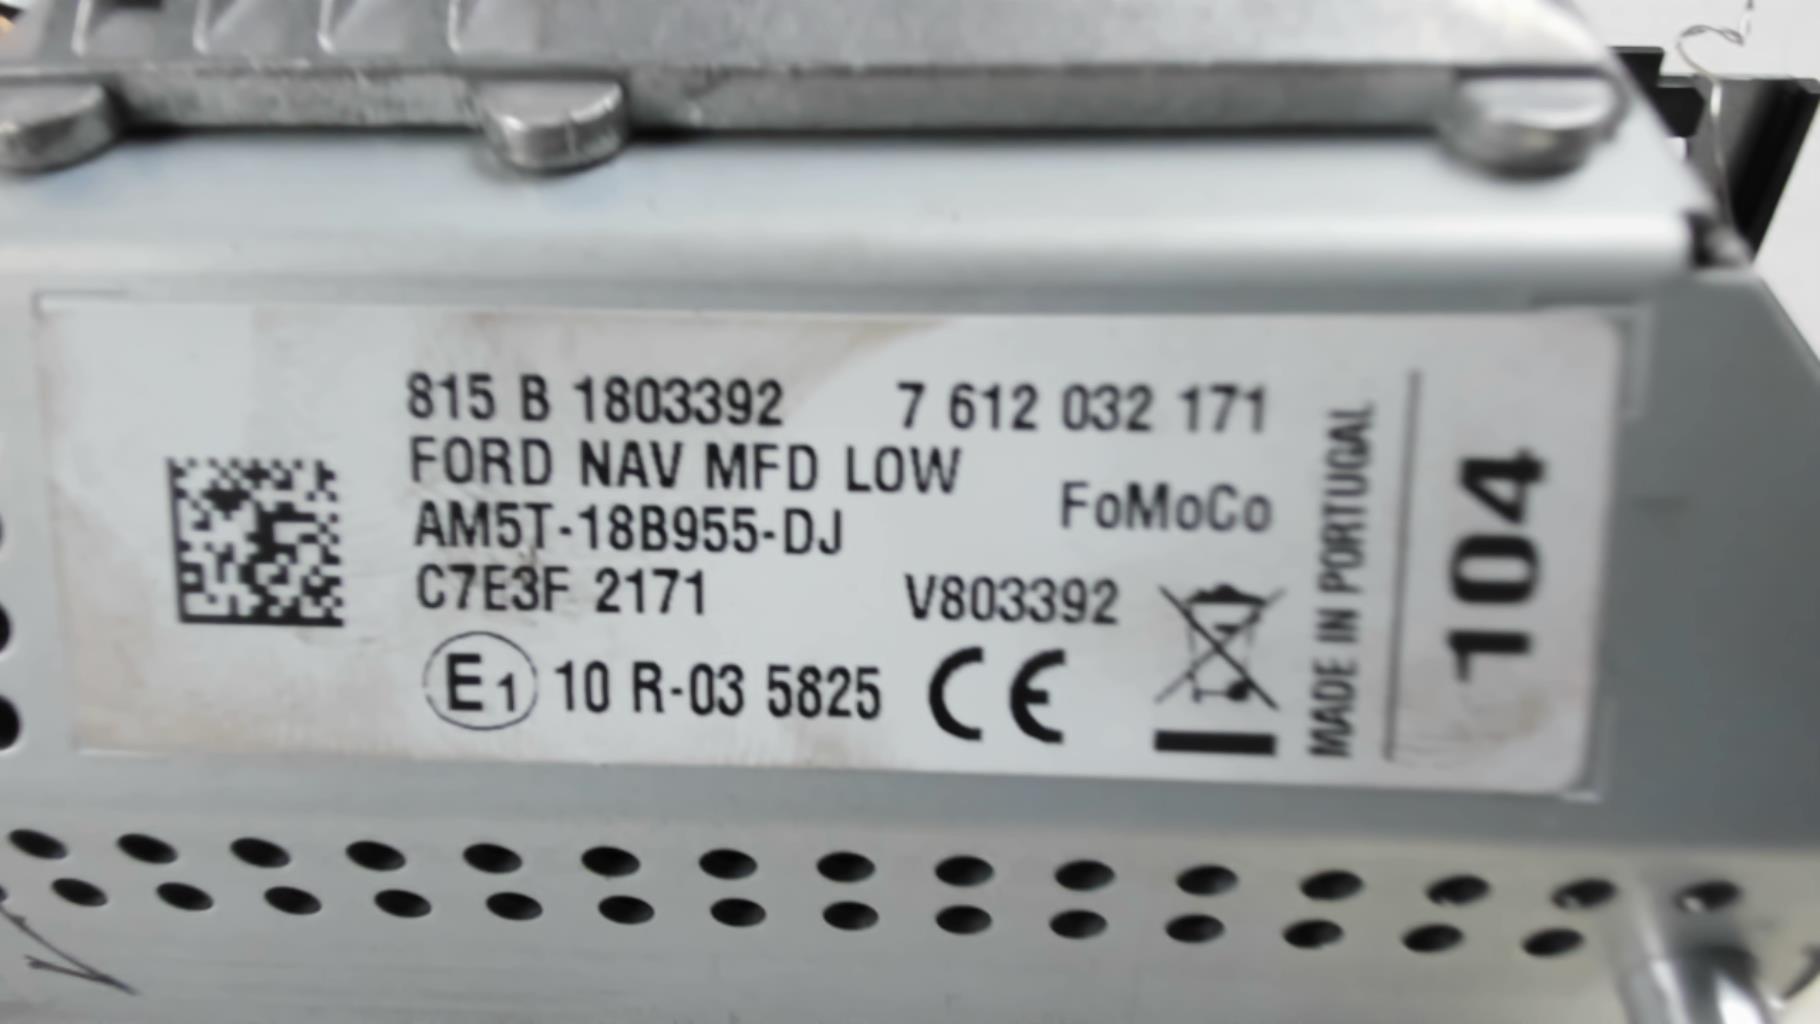 815 B 1803392 7 612 032 171
FORD NAV MFD LOW
AM5T-18B955-DJ FoMoCo
C7E3F 2171 V803392
E1 10 R-03 5825 CE
MADE IN PORTUGAL
104